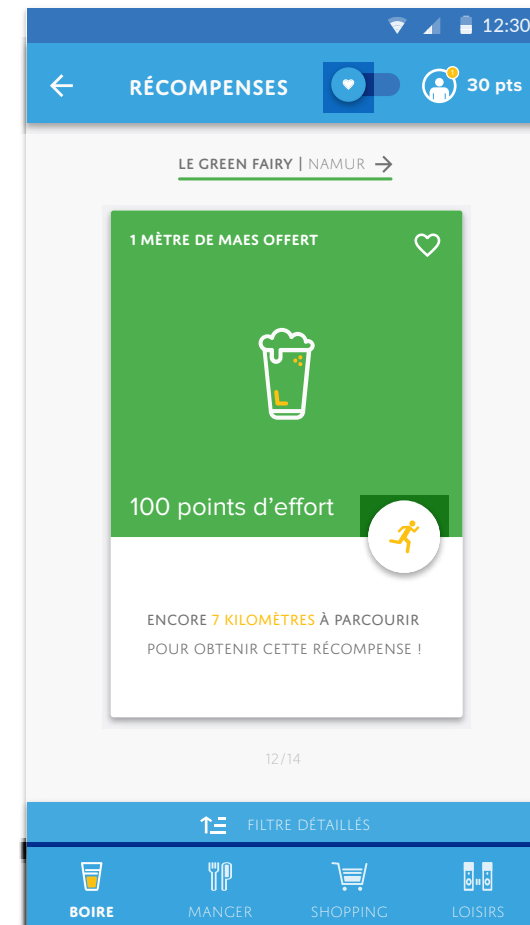 12:30
RÉCOMPENSES
1
30 pts
LE GREEN FAIRY | NAMUR
1 MÈTRE DE MAES OFFERT
100 points d’effort
ENCORE 7 KILOMÈTRES À PARCOURIR
POUR OBTENIR CETTE RÉCOMPENSE !
12/14
FILTRE DÉTAILLÉS
BOIRE MANGER SHOPPING LOISIRS